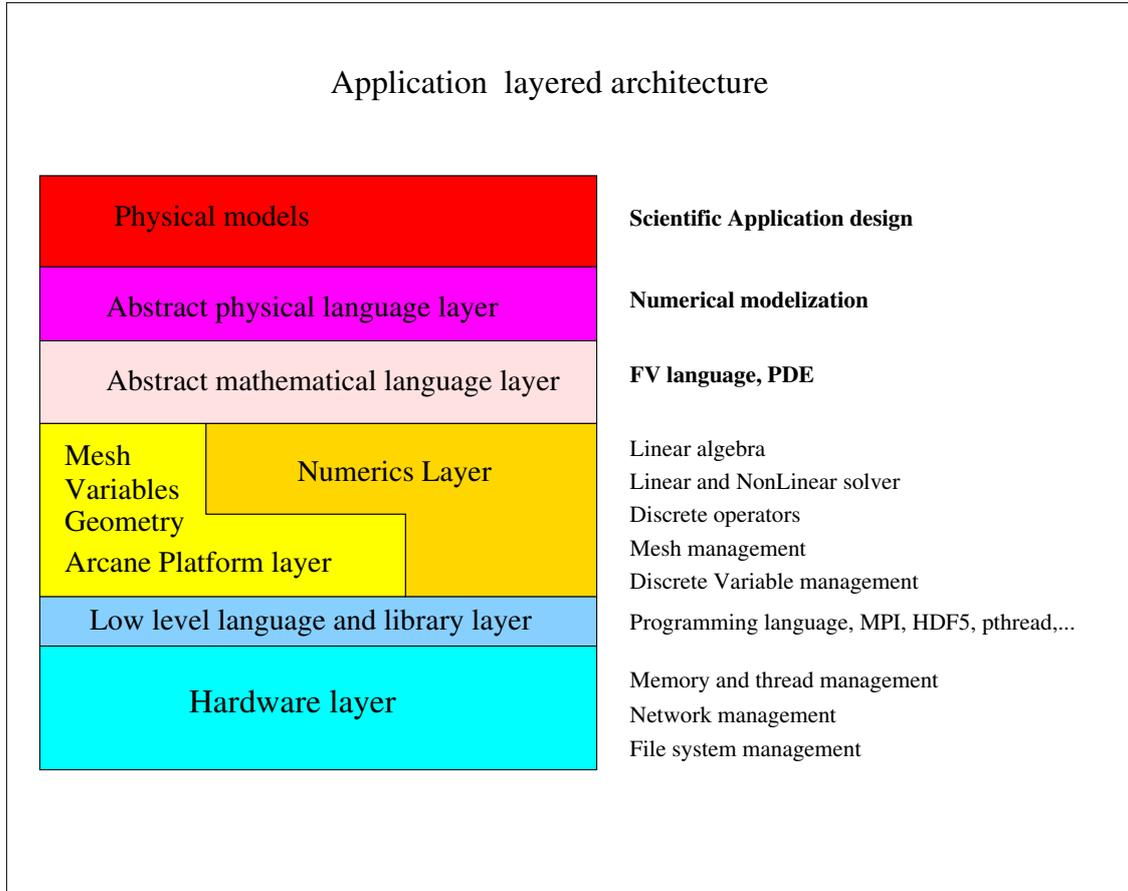 Application layered architecture
Physical models
Scientific Application design
Abstract physical language layer
Numerical modelization
Abstract mathematical language layer
FV language, PDE
Mesh
Variables
Geometry
Arcane Platform layer
Numerics Layer
Linear algebra
Linear and NonLinear solver
Discrete operators
Mesh management
Discrete Variable management
Low level language and library layer
Programming language, MPI, HDF5, pthread,...
Hardware layer
Memory and thread management
Network management
File system management